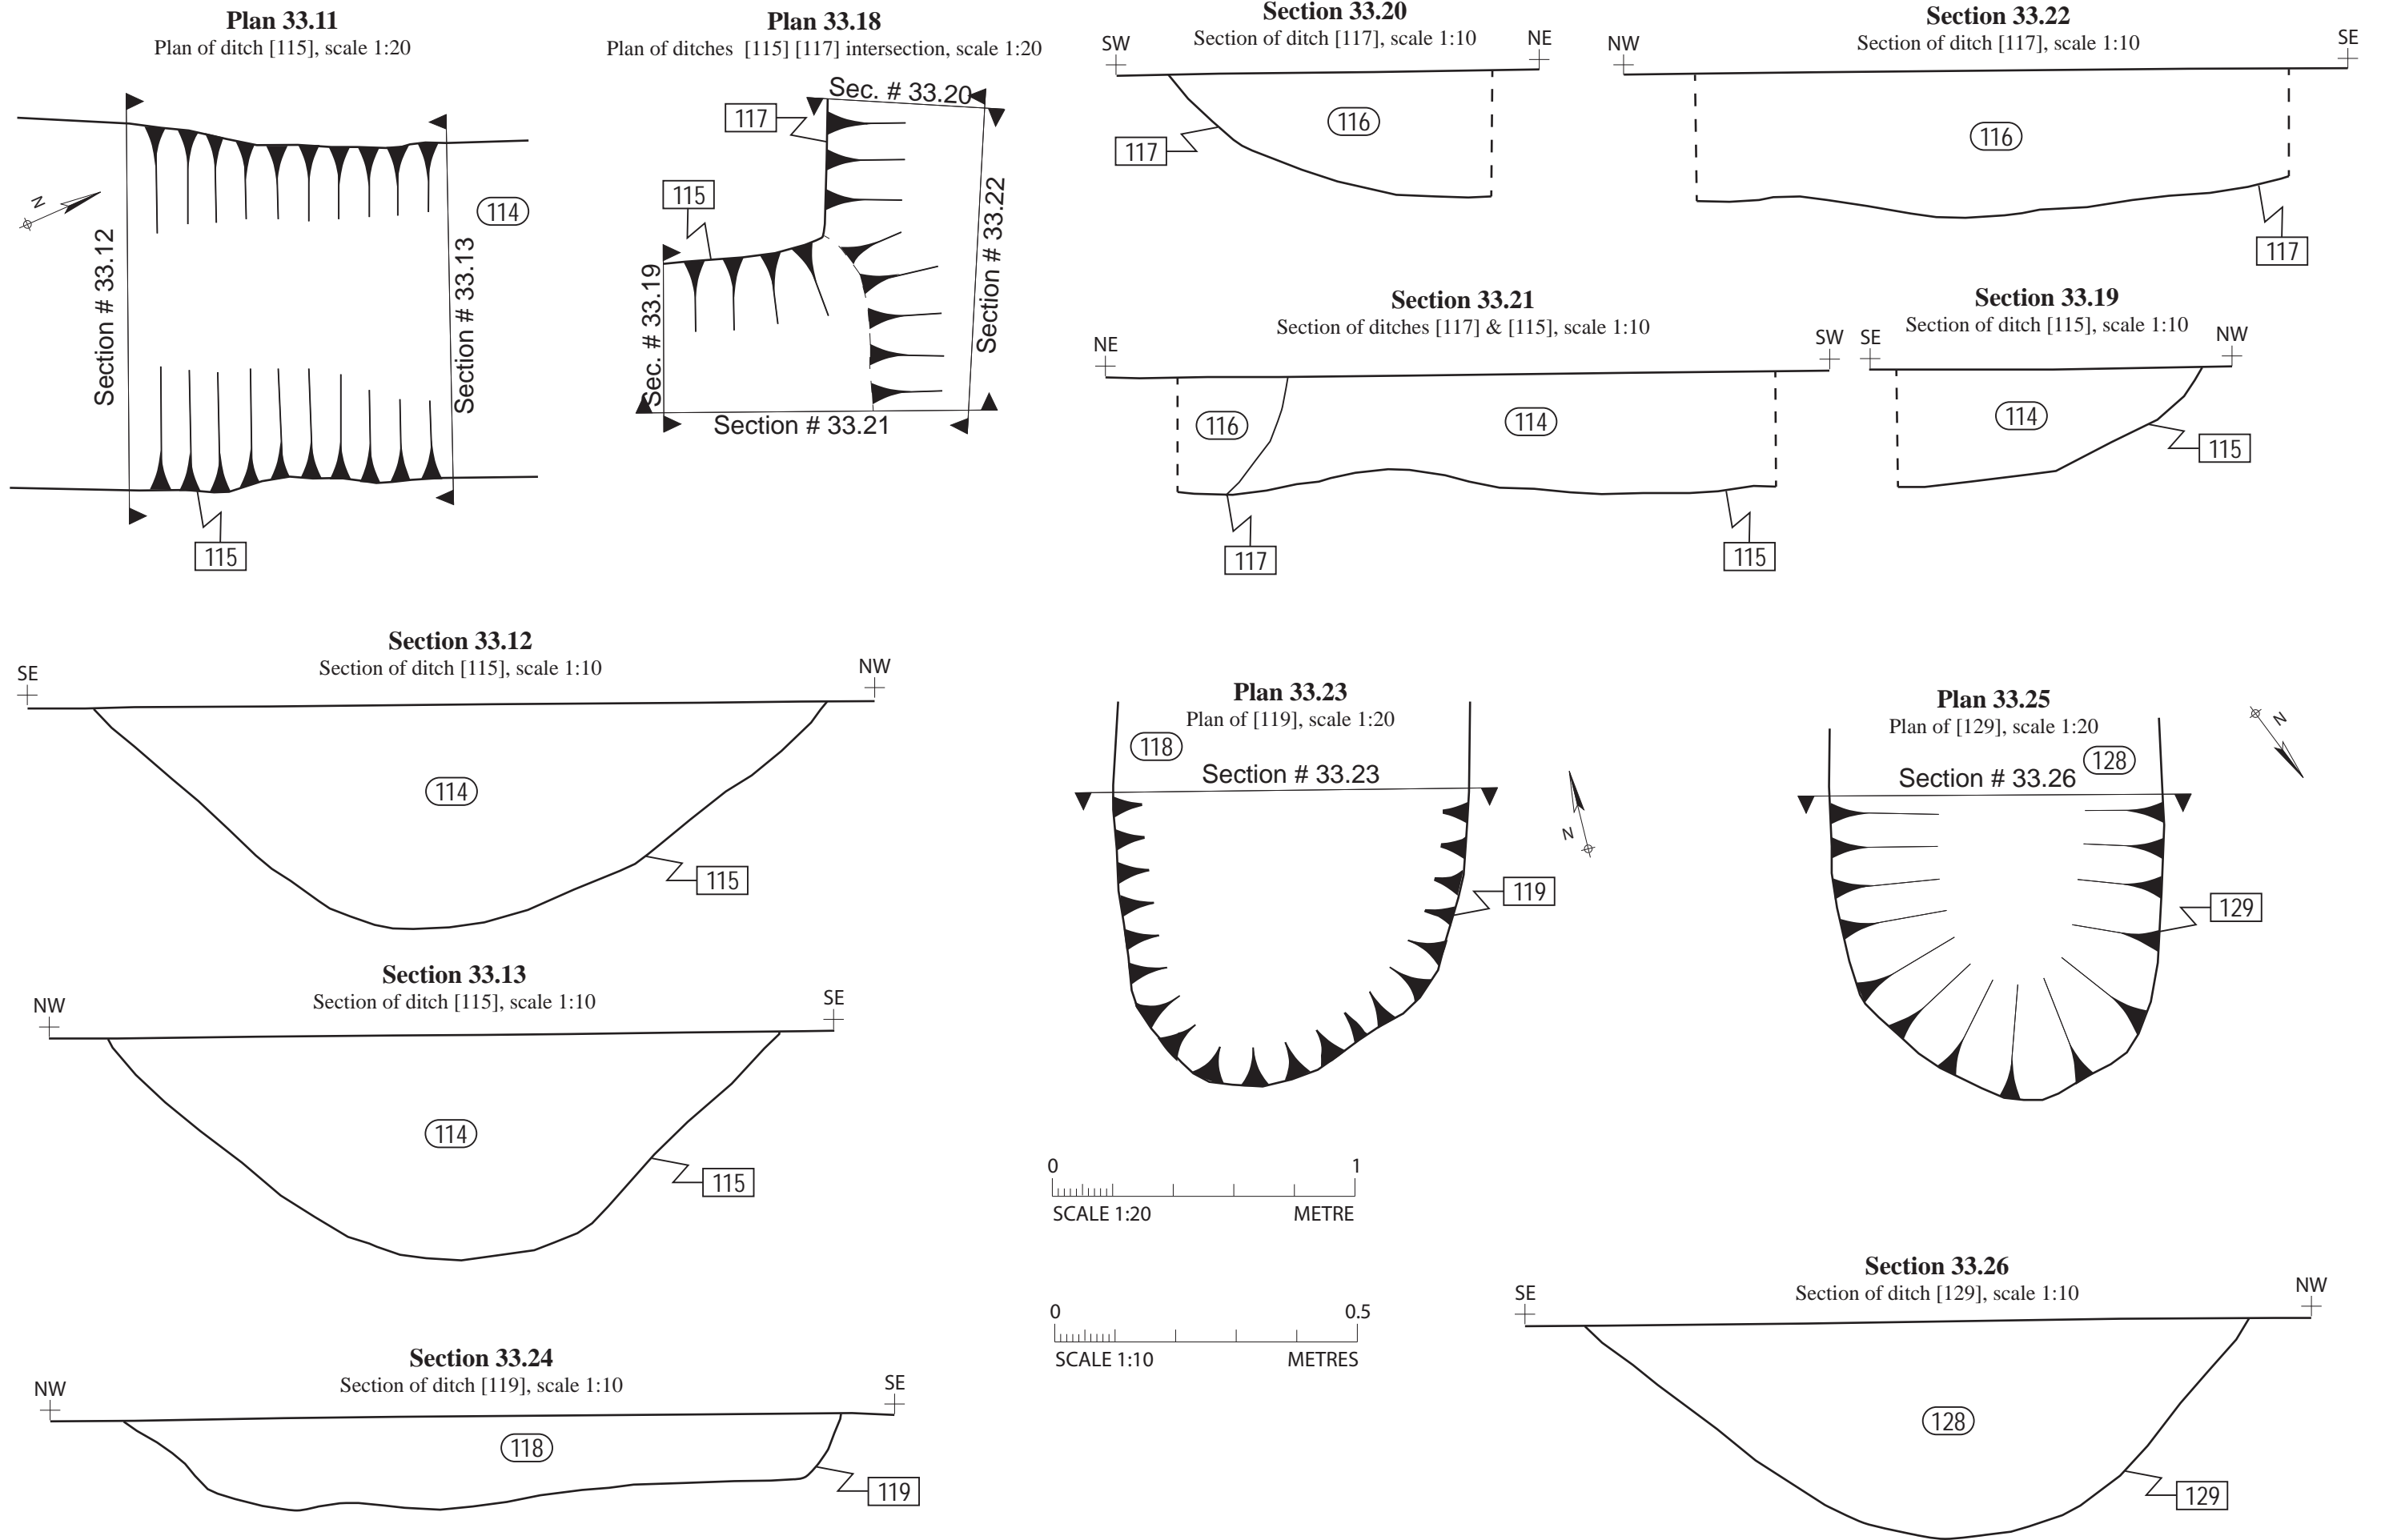 Plan 33.11
Plan of ditch [115], scale 1:20
N
Section # 33.12
Section # 33.13
114
115
Plan 33.18
Plan of ditches [115] [117] intersection, scale 1:20
Sec. # 33.20
117
115
Sec. # 33.19
Section # 33.22
Section # 33.21
Section 33.20
Section of ditch [117], scale 1:10
SW
NE
116
117
Section 33.22
Section of ditch [117], scale 1:10
NW
SE
116
117
Section 33.21
Section of ditches [117] & [115], scale 1:10
NE
SW
116
114
117
115
Section 33.19
Section of ditch [115], scale 1:10
SE
NW
114
115
Section 33.12
Section of ditch [115], scale 1:10
SE
NW
114
115
Section 33.13
Section of ditch [115], scale 1:10
NW
SE
114
115
Section 33.24
Section of ditch [119], scale 1:10
NW
SE
118
119
Plan 33.23
Plan of [119], scale 1:20
118
Section # 33.23
N
119
Plan 33.25
Plan of [129], scale 1:20
128
Section # 33.26
N
129
0 1
SCALE 1:20 METRE
0 0.5
SCALE 1:10 METRES
Section 33.26
Section of ditch [129], scale 1:10
SE
NW
128
129